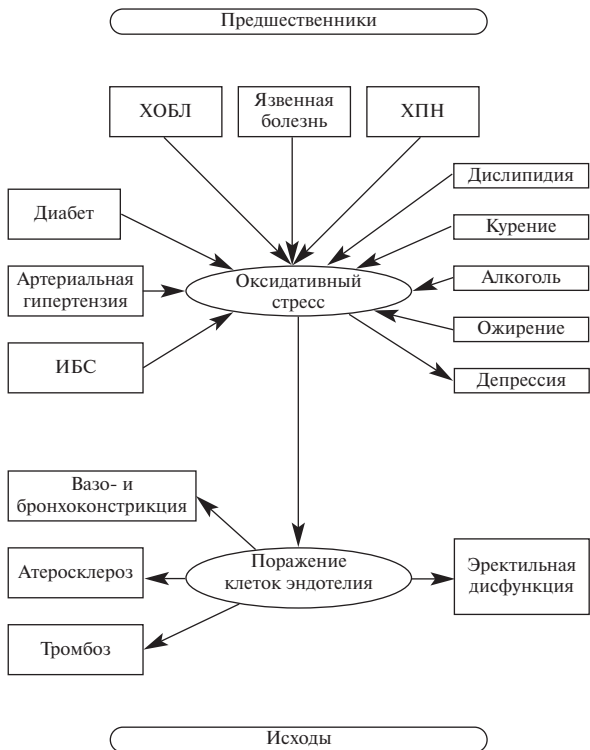 Предшественники
ХОБЛ
Язвенная
болезнь
ХПН
Дислипидия
Диабет
Курение
Артериальная
гипертензия
Оксидативный
стресс
Алкоголь
Ожирение
ИБС
Депрессия
Вазо- и
бронхоконстрикция
Атеросклероз
Поражение
клеток эндотелия
Эректильная
дисфункция
Тромбоз
Исходы